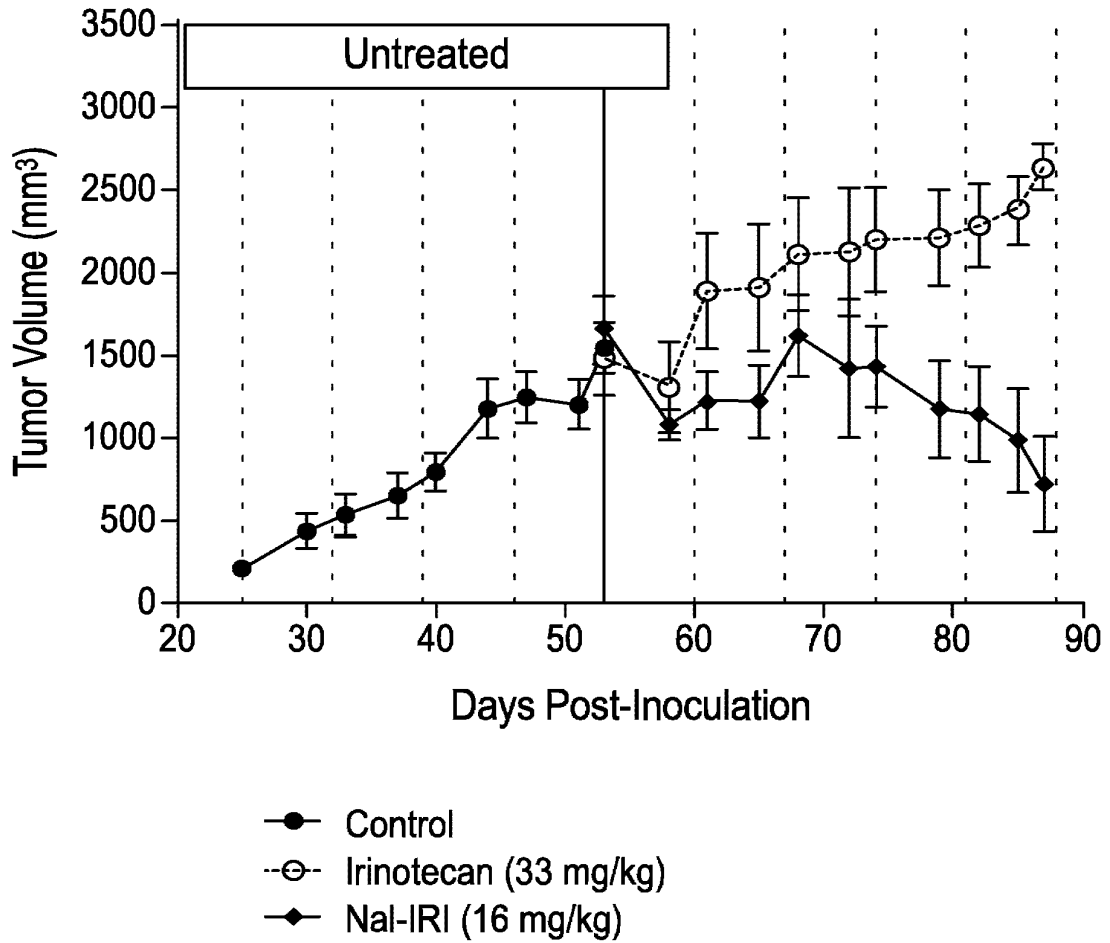 3500
Untreated
3000
2500
2000
1500
1000
500
0
Tumor Volume (mm³)
20 30 40 50 60 70 80 90
Days Post-Inoculation
Control
Irinotecan (33 mg/kg)
Nal-IRI (16 mg/kg)